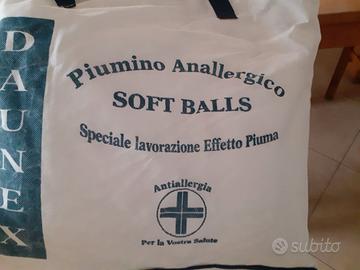 DAUNEX
Piumino Anallergico
SOFT BALLS
Speciale lavorazione Effetto Piuma
Antiallergia
Per la Vostra Salute
subito